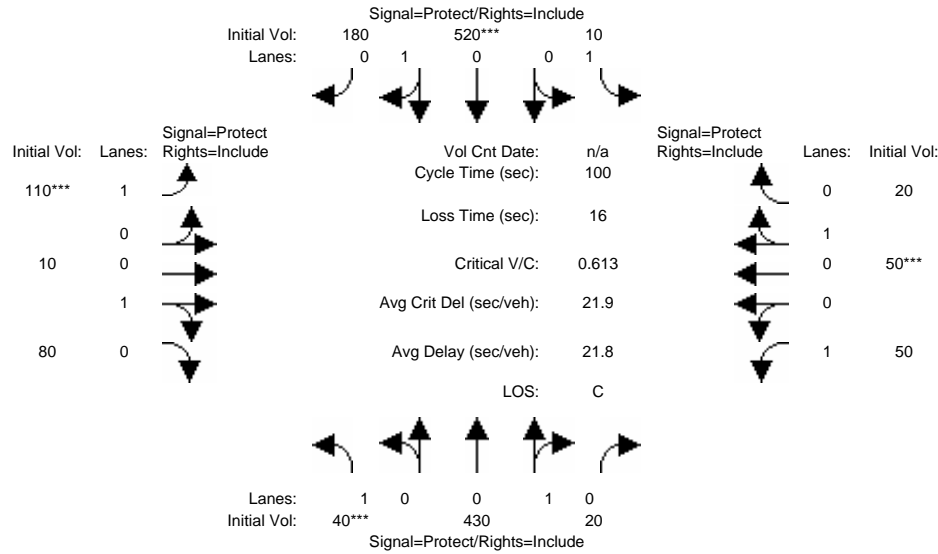 Signal=Protect/Rights=Include
Initial Vol: 180 520*** 10
Lanes: 0 1 0 0 1
Signal=Protect Signal=Protect
Initial Vol: Lanes: Rights=Include Vol Cnt Date: n/a Rights=Include Lanes: Initial Vol:
Cycle Time (sec): 100
110*** 1 0 20
Loss Time (sec): 16
0 1
10 0 Critical V/C: 0.613 0 50***
1 Avg Crit Del (sec/veh): 21.9 0
80 0 Avg Delay (sec/veh): 21.8 1 50
LOS: C
Lanes: 1 0 0 1 0
Initial Vol: 40*** 430 20
Signal=Protect/Rights=Include